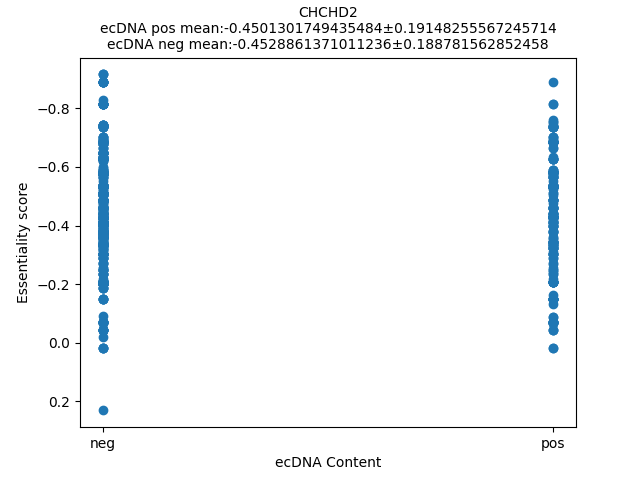 CHCHD2
ecDNA pos mean:-0.4501301749435484±0.19148255567245714
ecDNA neg mean:-0.4528861371011236±0.188781562852458
−0.8
−0.6
−0.4
−0.2
0.0
0.2
Essentiality score
neg
pos
ecDNA Content